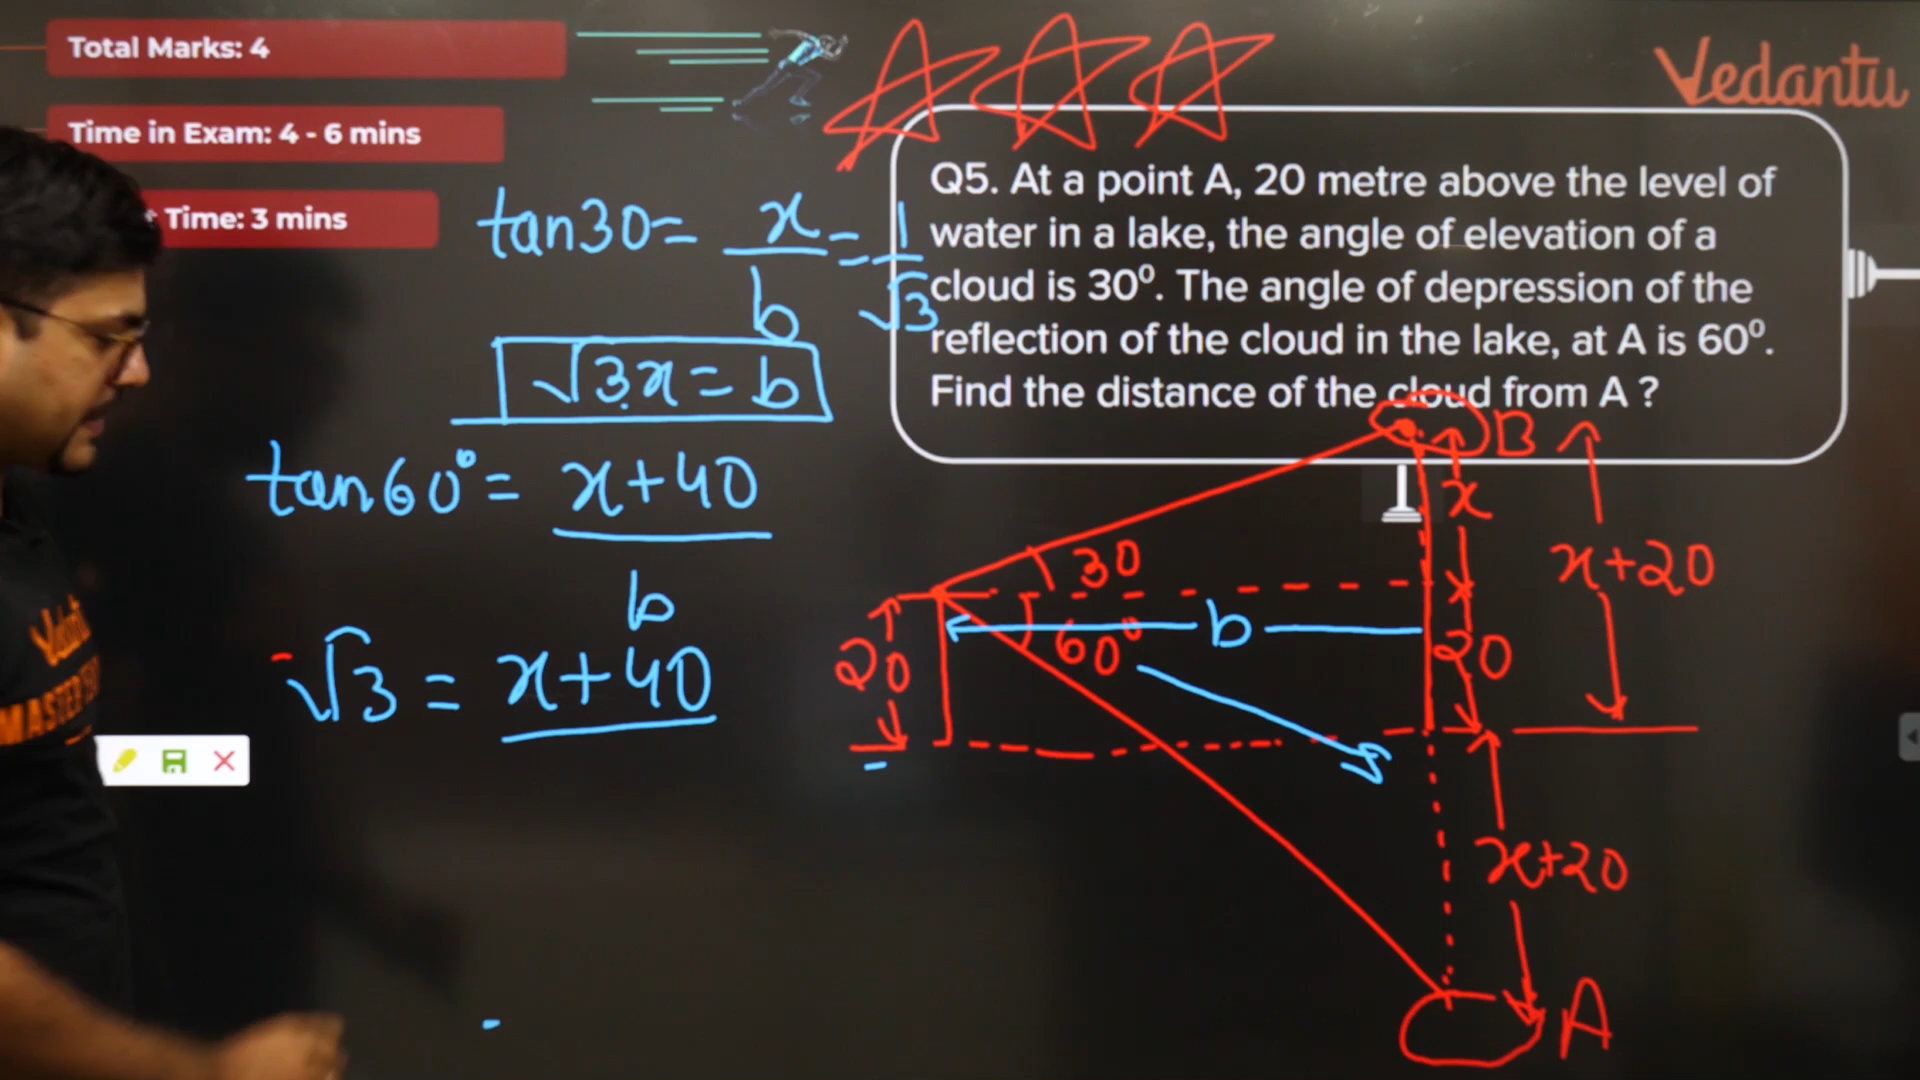 Total Marks: 4
Time in Exam: 4 - 6 mins
Time: 3 mins
Vedantu
Q5. At a point A, 20 metre above the level of
water in a lake, the angle of elevation of a
cloud is 30⁰. The angle of depression of the
reflection of the cloud in the lake, at A is 60⁰.
Find the distance of the cloud from A ?
tan30 = x/b = 1/√3
√3x = b
tan60° = x+40/b
√3 = x+40
B
x
x+20
30
60°
b
20
20
x+20
A
Vedantu